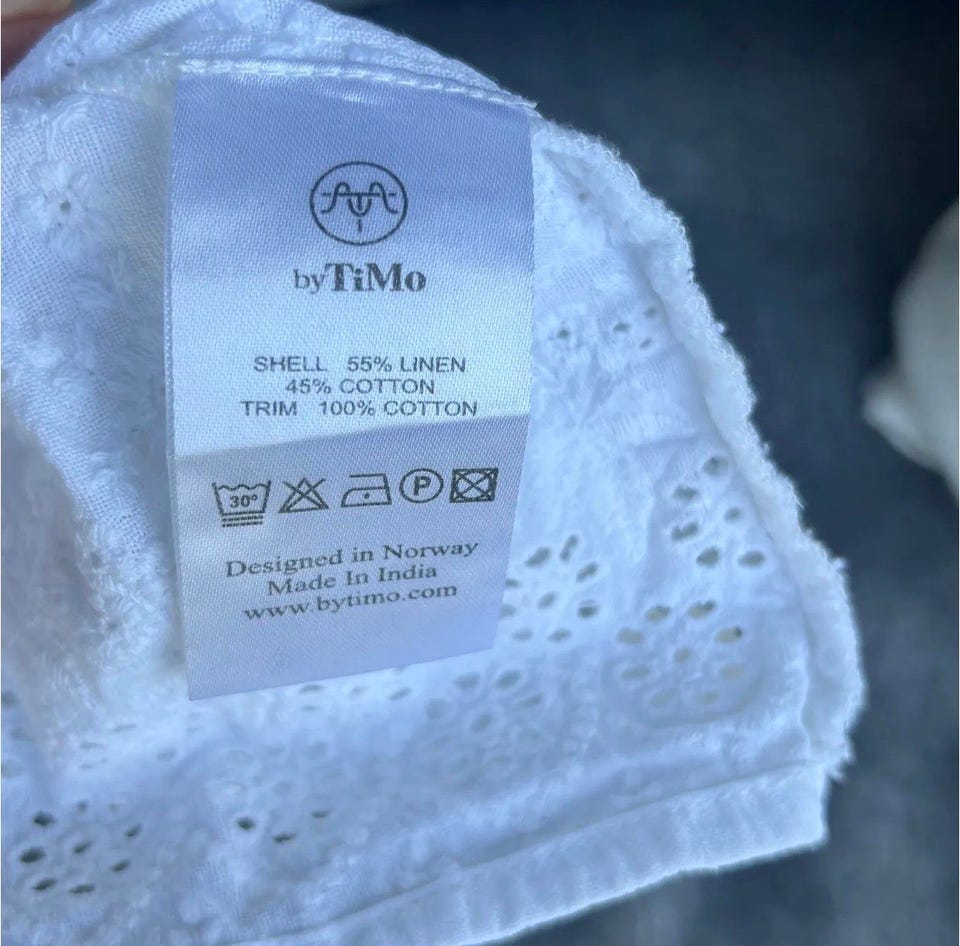 byTiMo
SHELL 55% LINEN
45% COTTON
TRIM 100% COTTON
30° P
Designed in Norway
Made In India
www.bytimo.com